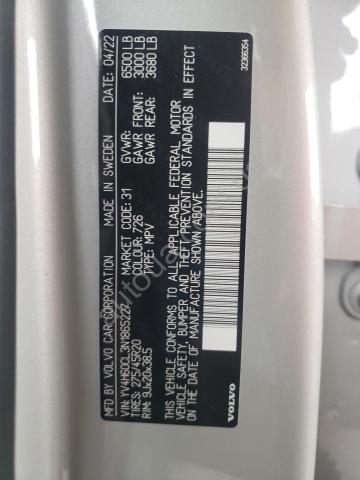 MFD BY: VOLVO CAR CORPORATION MADE IN SWEDEN DATE: 04/22
GVWR: 6500 LB
GAWR FRONT: 3000 LB
GAWR REAR: 3680 LB
VIN: YV4H60CL3N1865227 MARKET CODE: 31
TIRES: 275/45R20 COLOUR: 726
RIM: 9Jx20x38.5 TYPE: MPV
THIS VEHICLE CONFORMS TO ALL APPLICABLE FEDERAL MOTOR
VEHICLE SAFETY, BUMPER AND THEFT PREVENTION STANDARDS IN EFFECT
ON THE DATE OF MANUFACTURE SHOWN ABOVE.
VOLVO
32366354